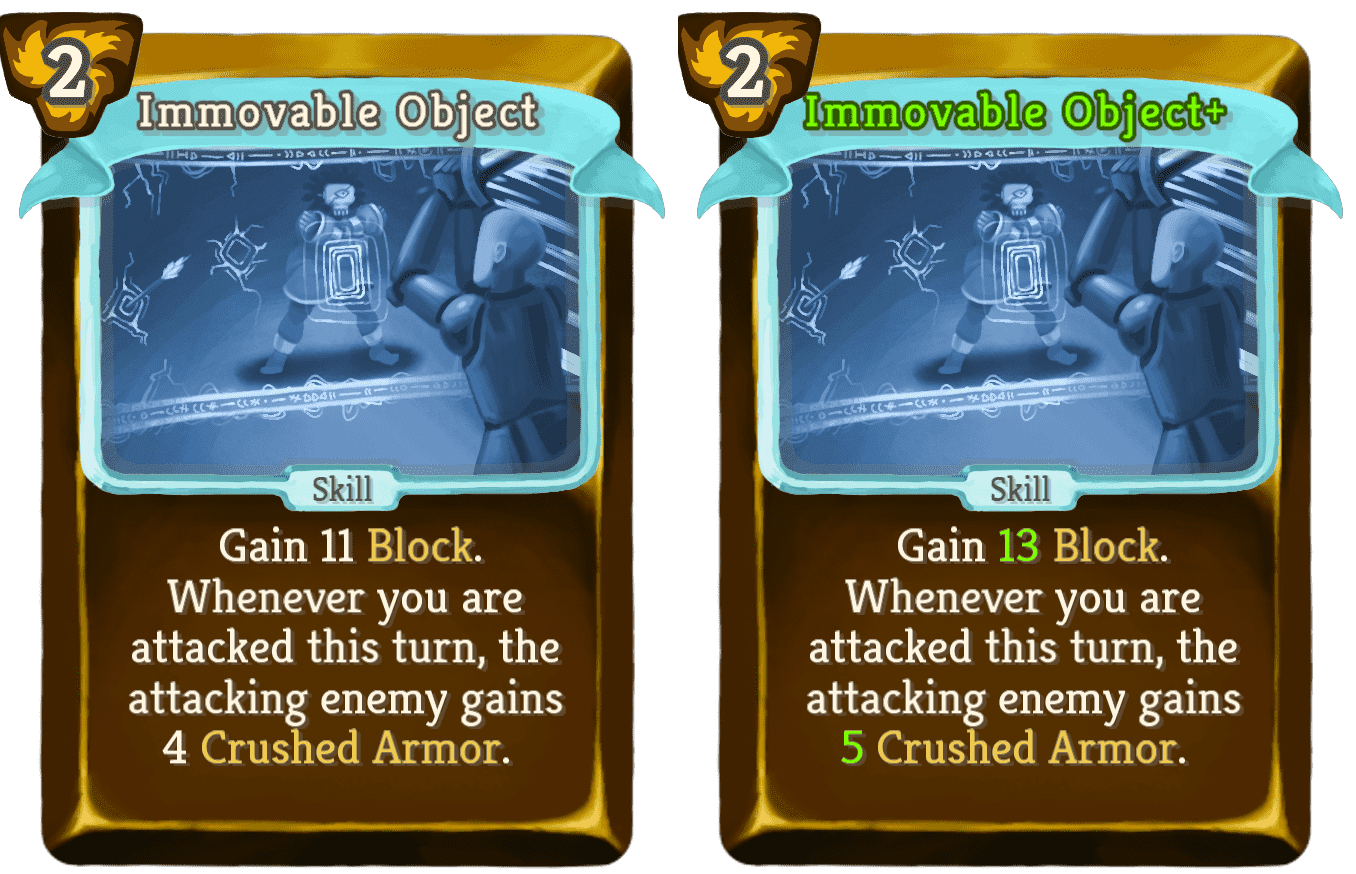 2
Immovable Object
Skill
Gain 11 Block.
Whenever you are
attacked this turn, the
attacking enemy gains
4 Crushed Armor.
2
Immovable Object+
Skill
Gain 13 Block.
Whenever you are
attacked this turn, the
attacking enemy gains
5 Crushed Armor.